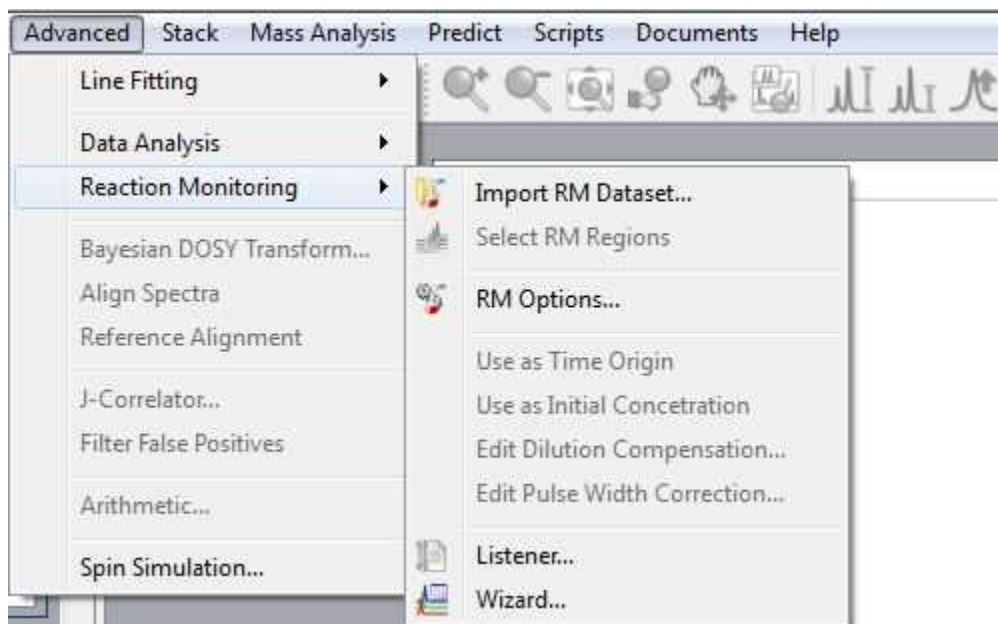 Advanced Stack Mass Analysis Predict Scripts Documents Help
Line Fitting
Data Analysis
Reaction Monitoring
Bayesian DOSY Transform...
Align Spectra
Reference Alignment
J-Correlator...
Filter False Positives
Arithmetic...
Spin Simulation...
Import RM Dataset...
Select RM Regions
RM Options...
Use as Time Origin
Use as Initial Concetration
Edit Dilution Compensation...
Edit Pulse Width Correction...
Listener...
Wizard...